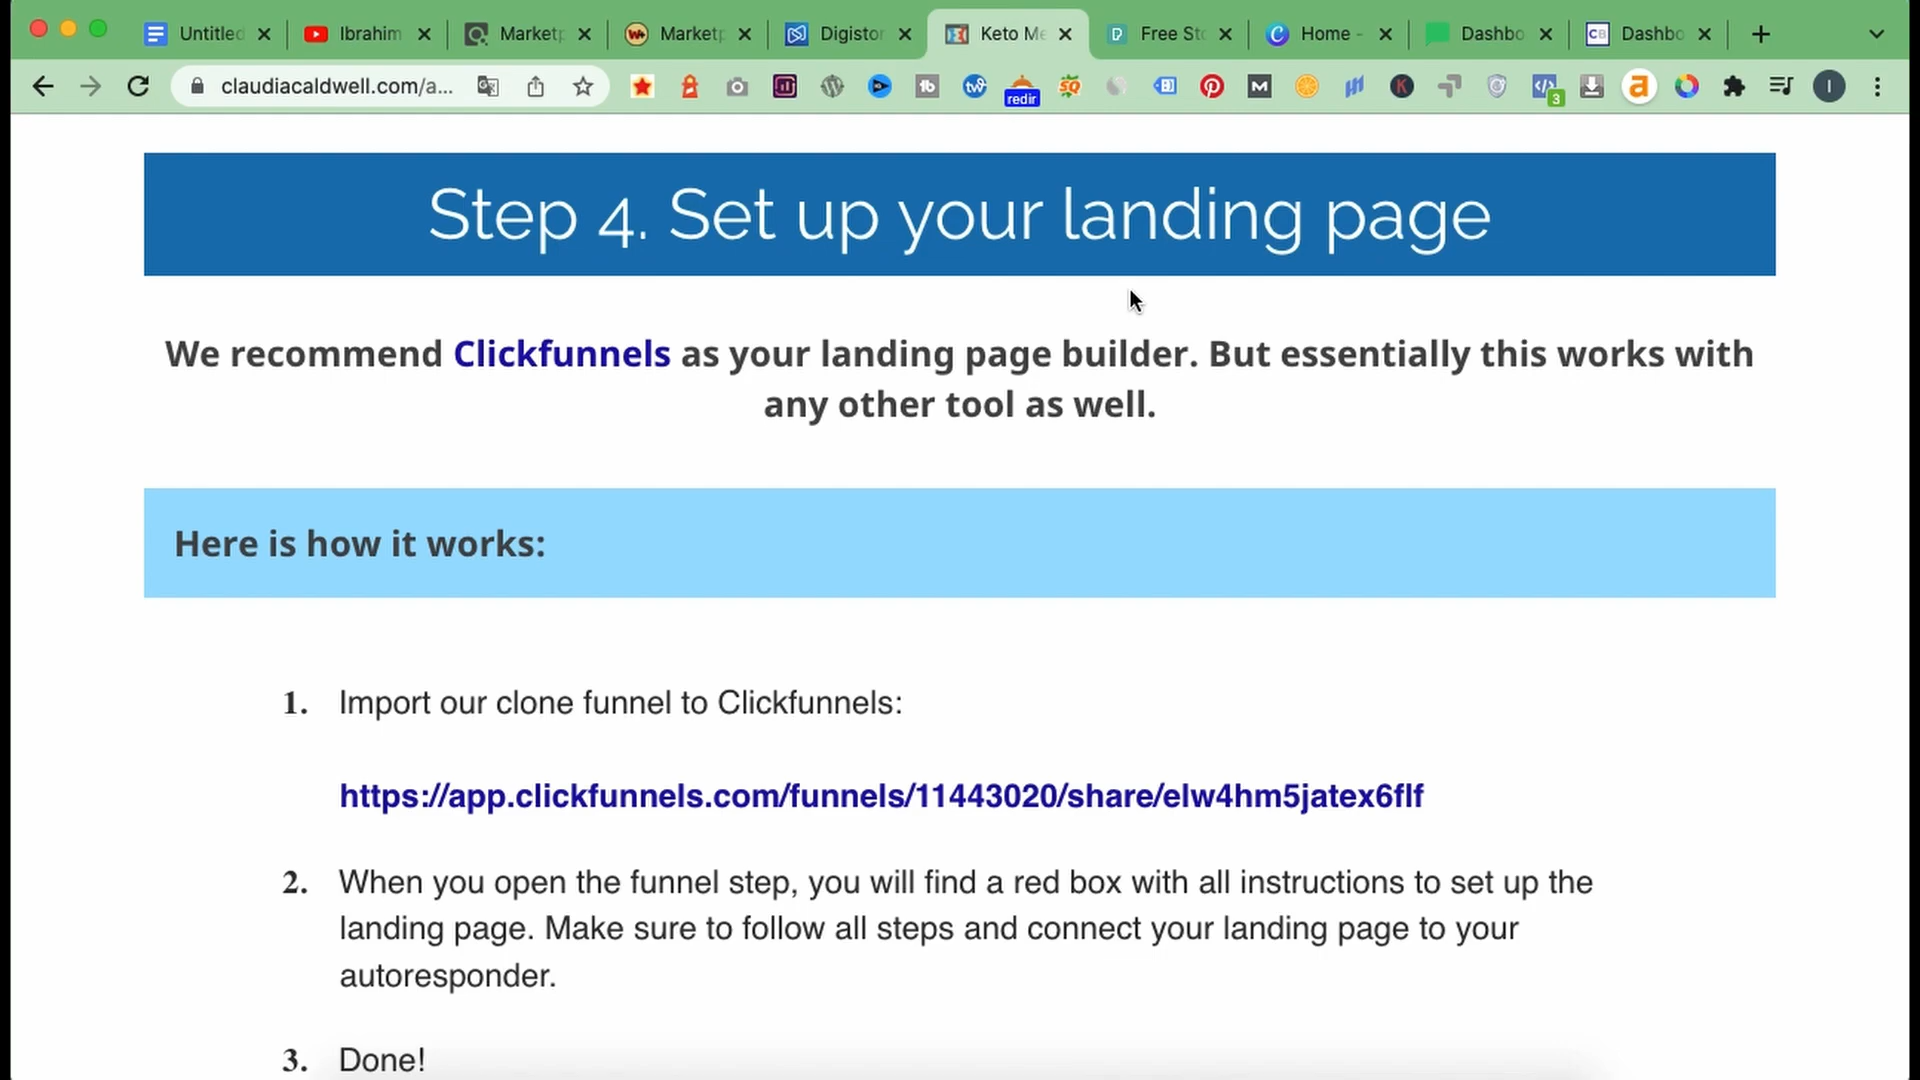 Untitled
Ibrahim
Marketp
Marketp
Digistor
Keto Me
Free Sto
Home -
Dashbo
CB
Dashbo
claudiacaldwell.com/a...
tb
redir
SQ
M
K
3
a
I
Step 4. Set up your landing page
We recommend Clickfunnels as your landing page builder. But essentially this works with
any other tool as well.
Here is how it works:
1. Import our clone funnel to Clickfunnels:
https://app.clickfunnels.com/funnels/11443020/share/elw4hm5jatex6flf
2. When you open the funnel step, you will find a red box with all instructions to set up the
landing page. Make sure to follow all steps and connect your landing page to your
autoresponder.
3. Done!